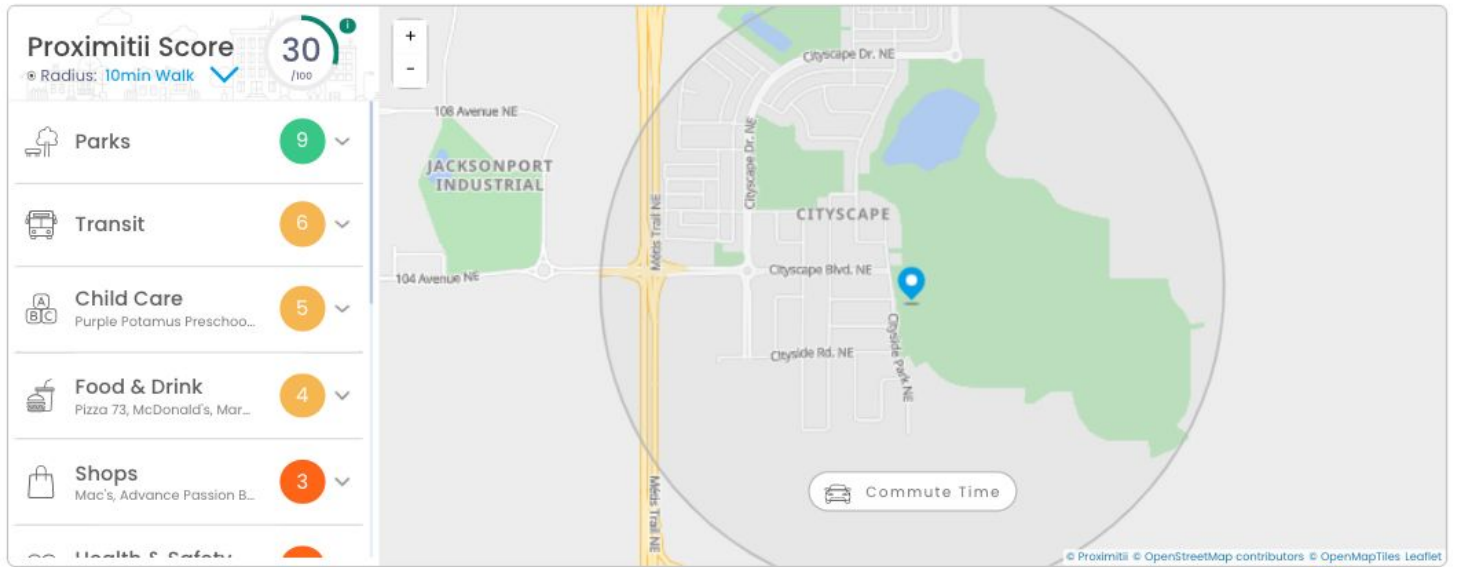 Proximitii Score
Radius: 10min Walk
30
/100
i
Parks
9
Transit
6
A
B C
Child Care
Purple Potamus Preschoo...
5
Food & Drink
Pizza 73, McDonald's, Mar...
4
Shops
Mac's, Advance Passion B...
3
Health & Safety
+
-
Cityscape Dr. NE
108 Avenue NE
JACKSONPORT
INDUSTRIAL
Cityscape Dr. NE
CITYSCAPE
Métis Trail NE
104 Avenue NE
Cityscape Blvd. NE
Cityside Rd. NE
Cityside Park NE
Métis Trail NE
Commute Time
© Proximitii © OpenStreetMap contributors © OpenMapTiles Leaflet